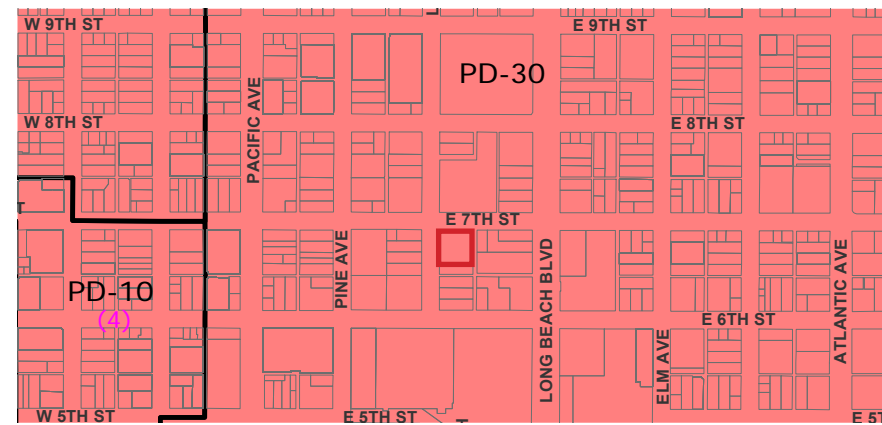 W 9TH ST
E 9TH ST
PD-30
PACIFIC AVE
W 8TH ST
E 8TH ST
E 7TH ST
PINE AVE
LONG BEACH BLVD
ATLANTIC AVE
PD-10
(4)
E 6TH ST
ELM AVE
W 5TH ST
E 5TH ST